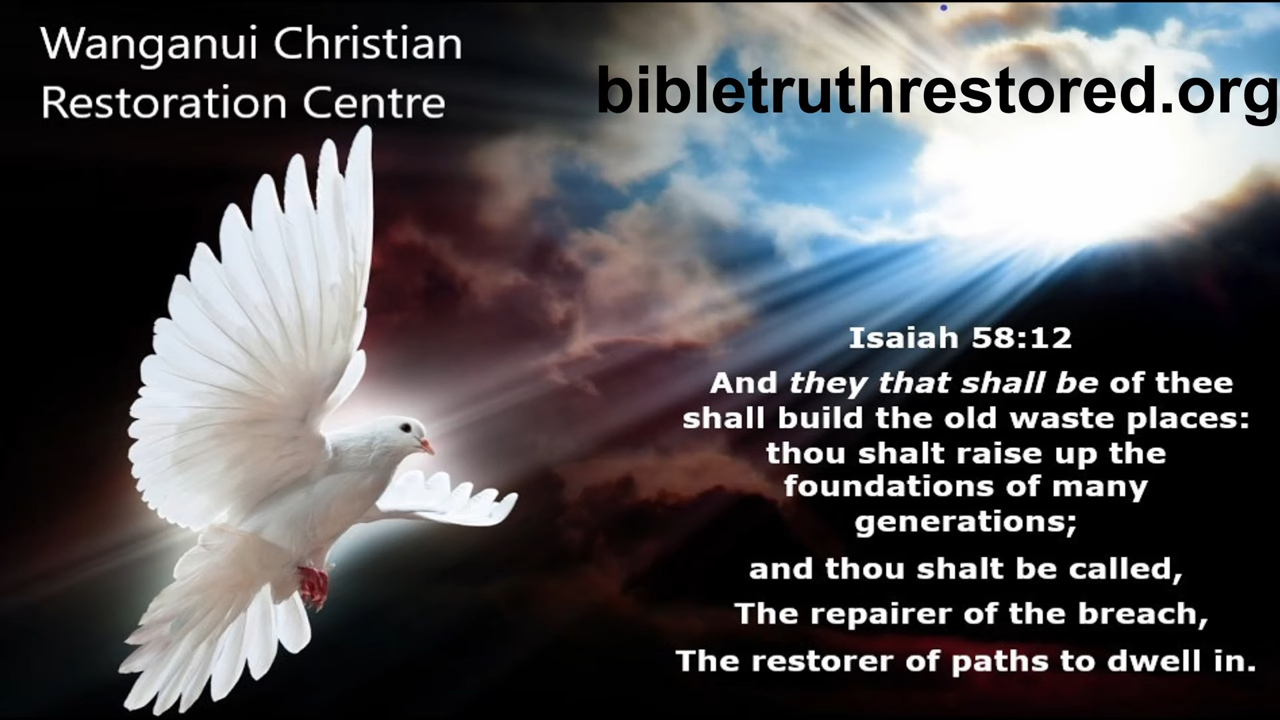 Wanganui Christian
Restoration Centre
bibletruthrestored.org
Isaiah 58:12
And they that shall be of thee
shall build the old waste places:
thou shalt raise up the
foundations of many
generations;
and thou shalt be called,
The repairer of the breach,
The restorer of paths to dwell in.